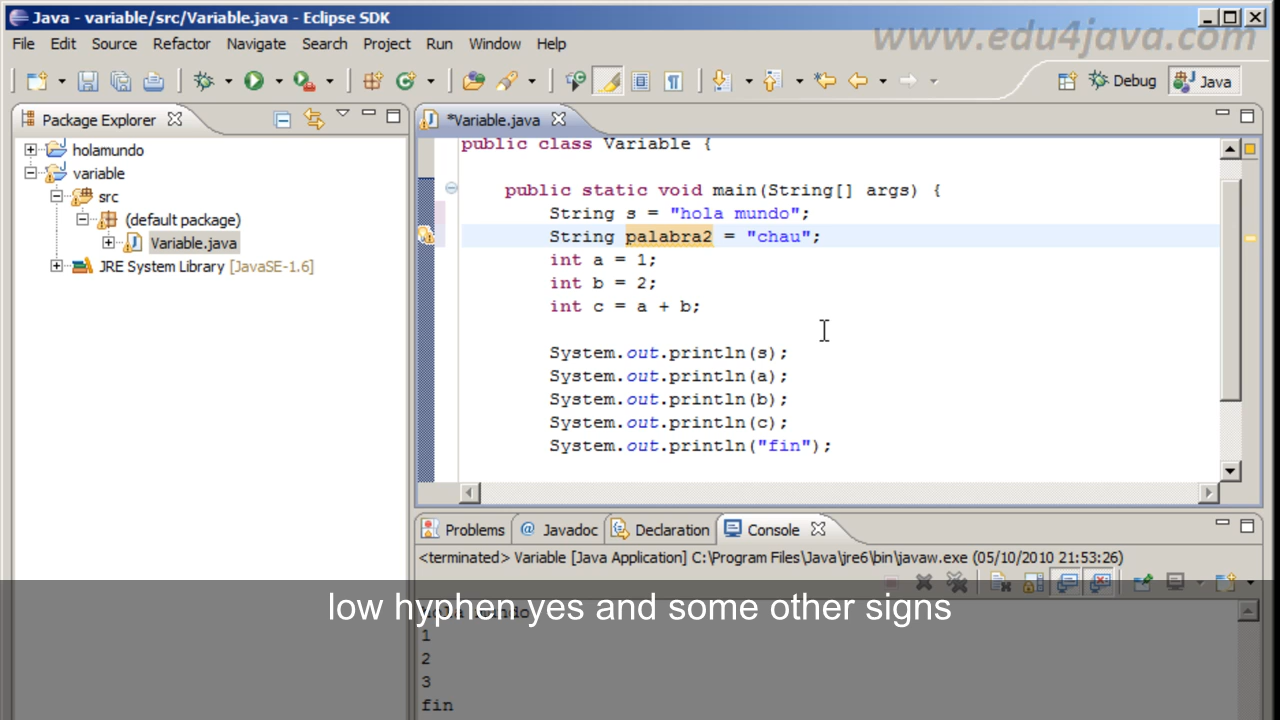 Java - variable/src/Variable.java - Eclipse SDK
www.edu4java.com
File Edit Source Refactor Navigate Search Project Run Window Help
Debug Java
Package Explorer
holamundo
variable
src
(default package)
Variable.java
JRE System Library [JavaSE-1.6]
*Variable.java
public class Variable {
public static void main(String[] args) {
String s = "hola mundo";
String palabra2 = "chau";
int a = 1;
int b = 2;
int c = a + b;
System.out.println(s);
System.out.println(a);
System.out.println(b);
System.out.println(c);
System.out.println("fin");
Problems Javadoc Declaration Console
<terminated> Variable [Java Application] C:\Program Files\Java\jre6\bin\javaw.exe (05/10/2010 21:53:26)
low hyphen yes and some other signs
1
2
3
fin